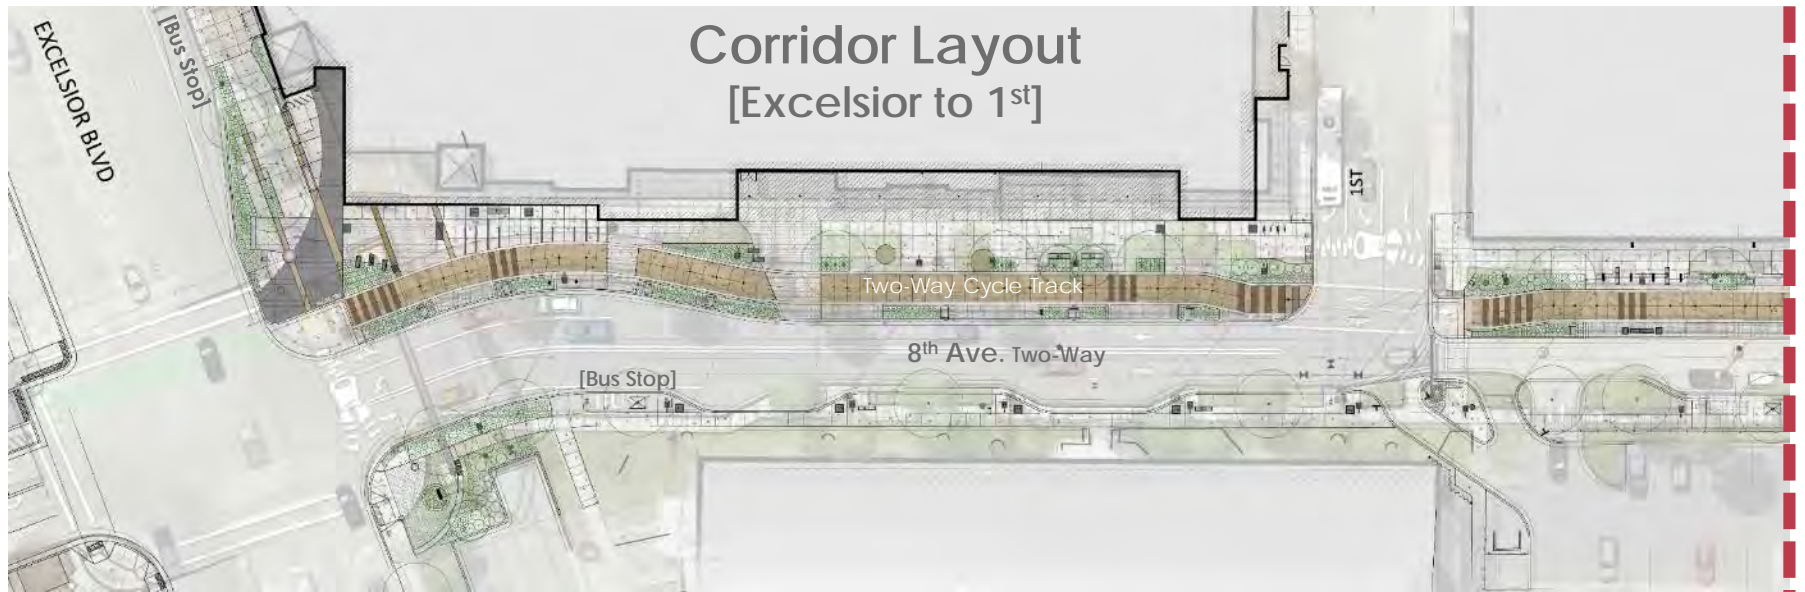 Corridor Layout
[Excelsior to 1st]
EXCELSIOR BLVD
[Bus Stop]
1ST
Two-Way Cycle Track
8th Ave. Two-Way
[Bus Stop]